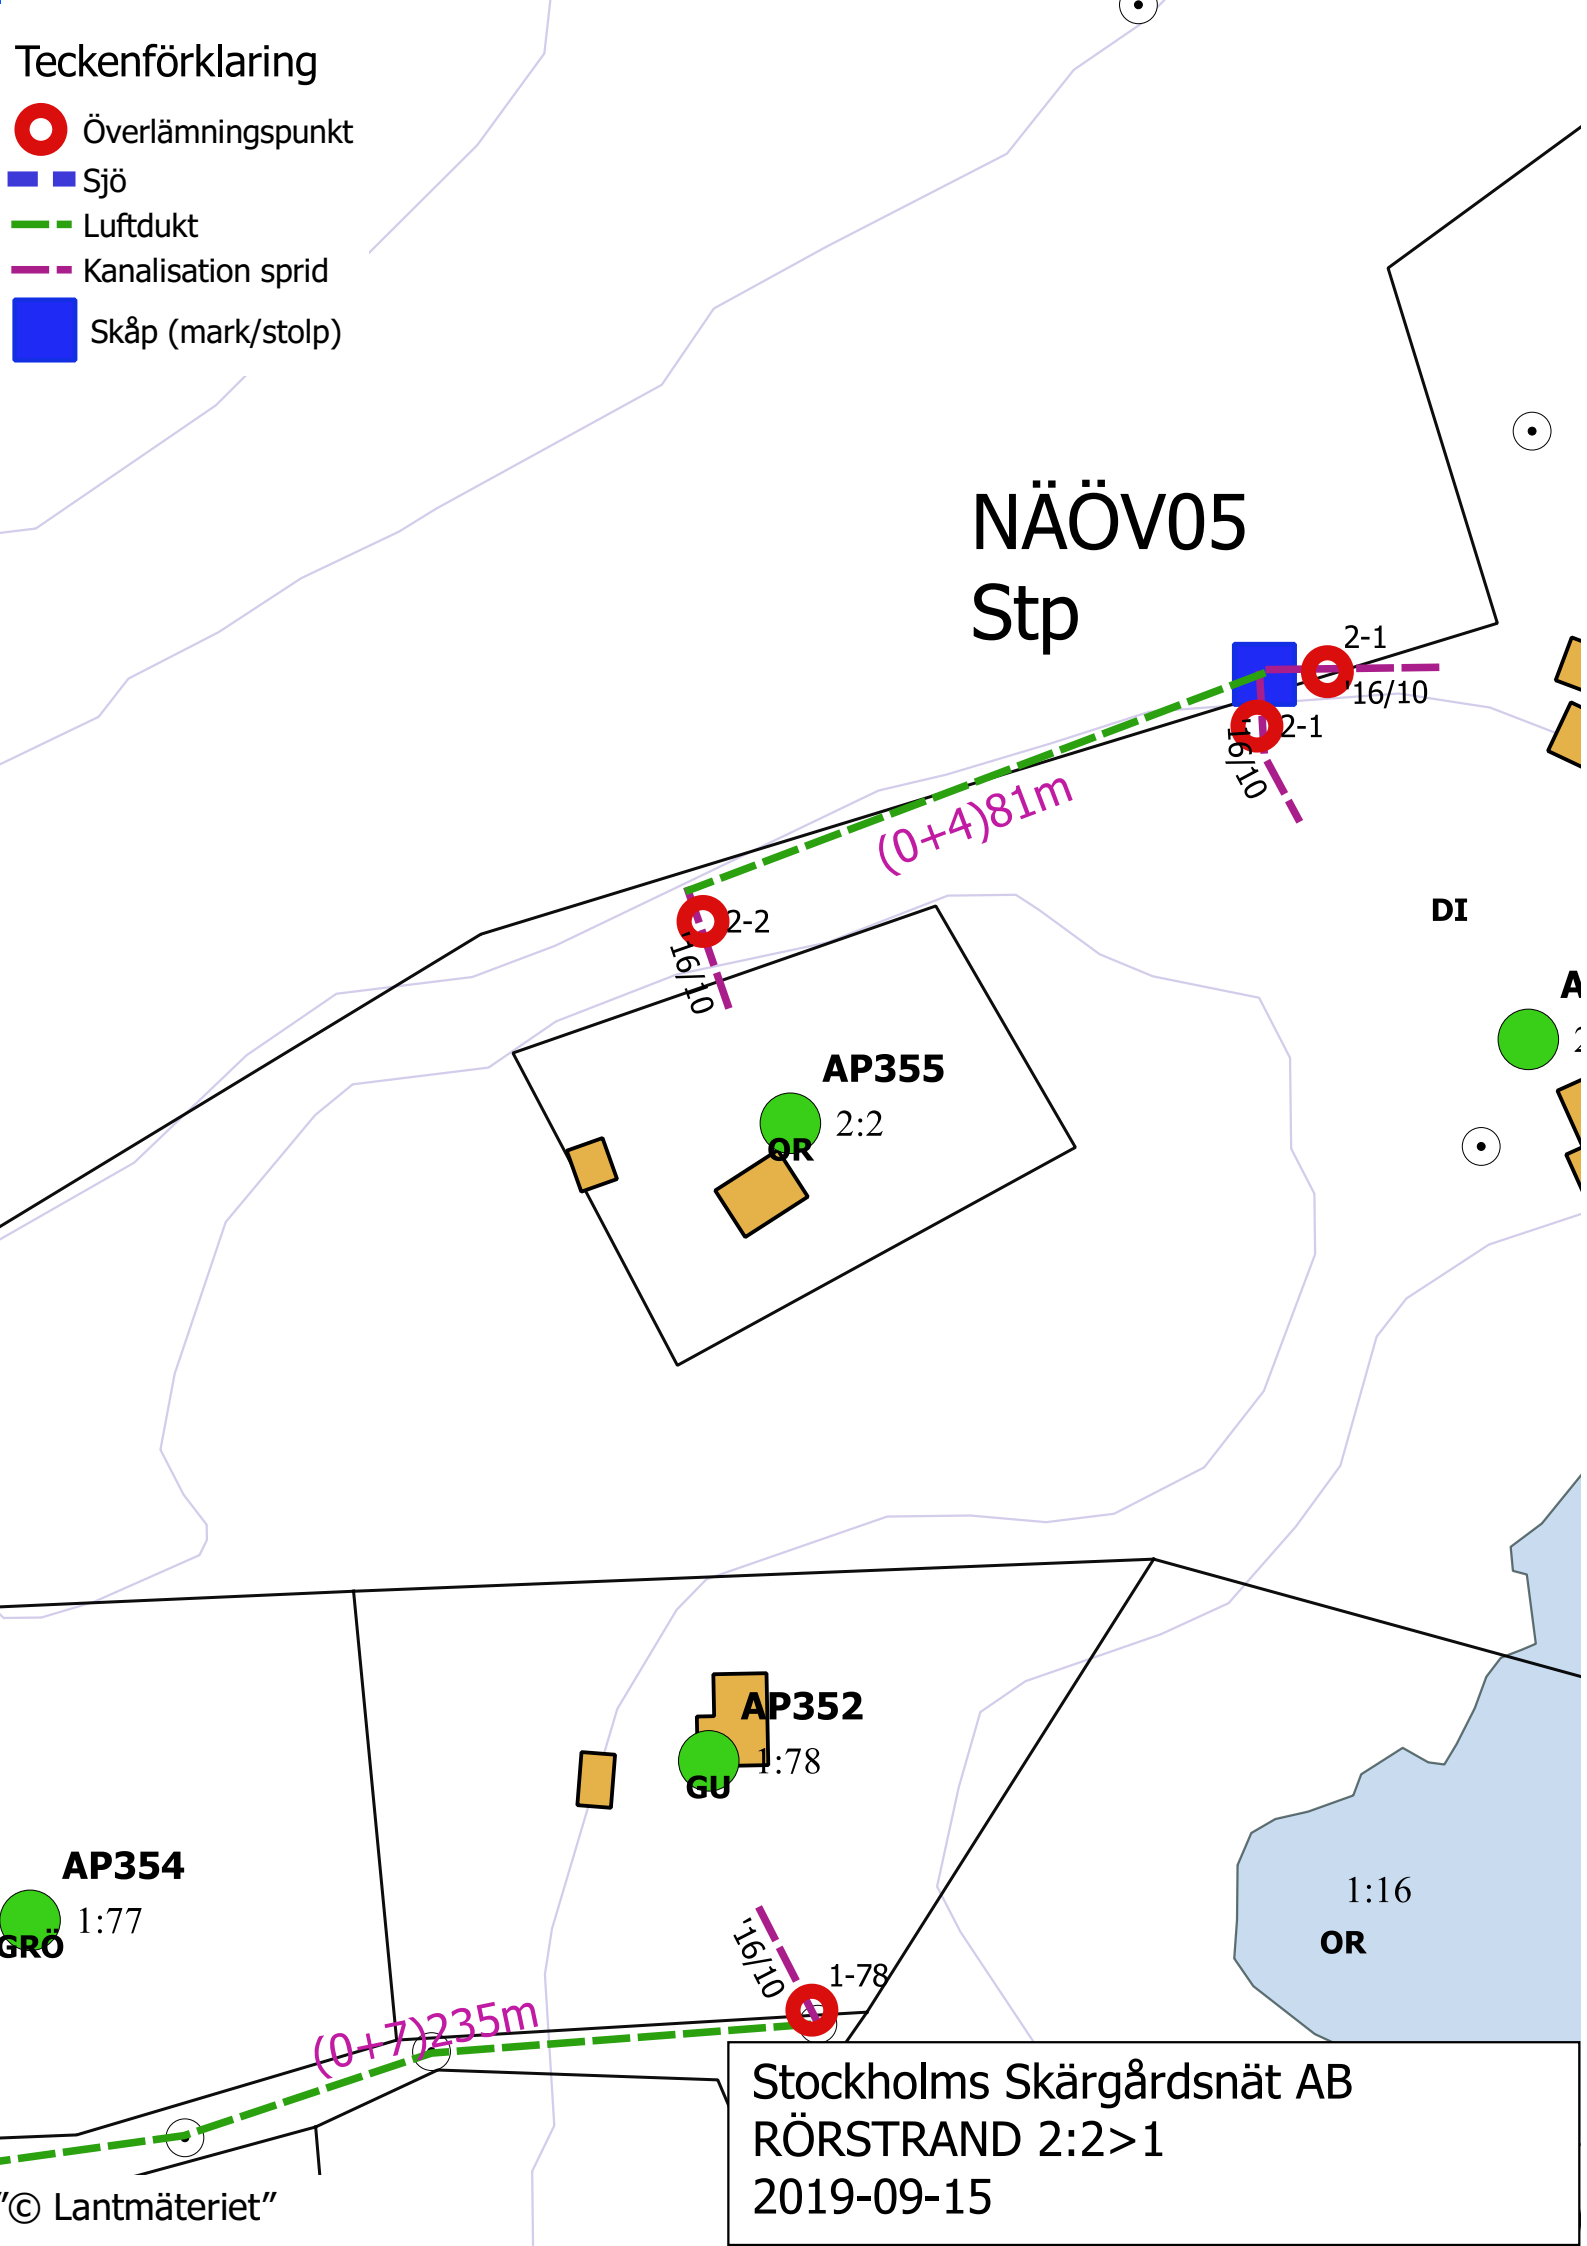 Teckenförklaring
Överlämningspunkt
Sjö
Luftdukt
Kanalisation sprid
Skåp (mark/stolp)
NÄÖV05
Stp
2-1
'16/10
2-1
'16/10
(0+4)81m
2-2
'16/10
DI
A
AP355
2:2
OR
AP352
1:78
GU
AP354
1:77
GRÖ
1:16
OR
'16/10
1-78
(0+7)235m
Stockholms Skärgårdsnät AB
RÖRSTRAND 2:2>1
2019-09-15
"© Lantmäteriet"